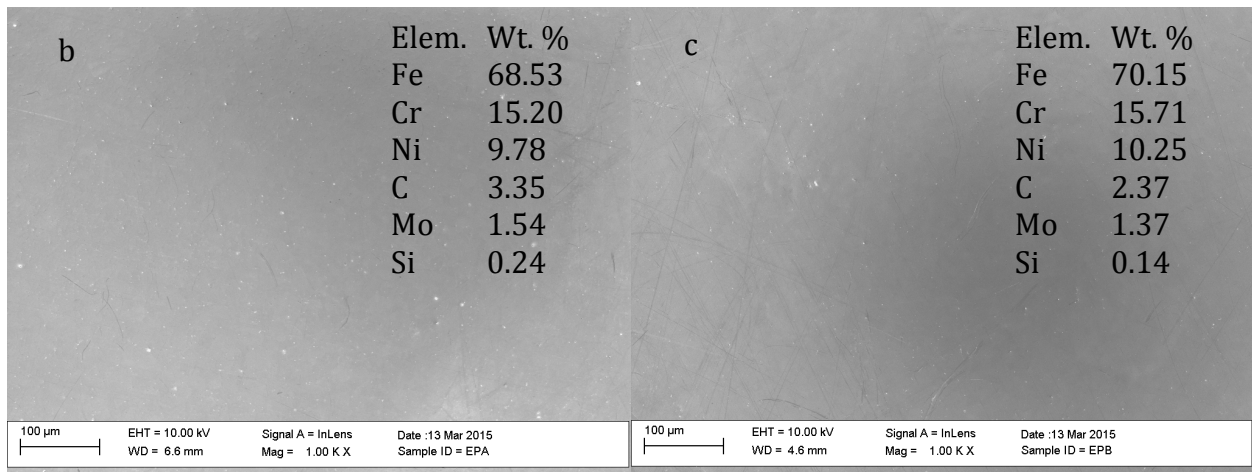 b
Elem. Wt. %
Fe 68.53
Cr 15.20
Ni 9.78
C 3.35
Mo 1.54
Si 0.24
100 µm
EHT = 10.00 kV Signal A = InLens Date :13 Mar 2015
WD = 6.6 mm Mag = 1.00 K X Sample ID = EPA
c
Elem. Wt. %
Fe 70.15
Cr 15.71
Ni 10.25
C 2.37
Mo 1.37
Si 0.14
100 µm
EHT = 10.00 kV Signal A = InLens Date :13 Mar 2015
WD = 4.6 mm Mag = 1.00 K X Sample ID = EPB